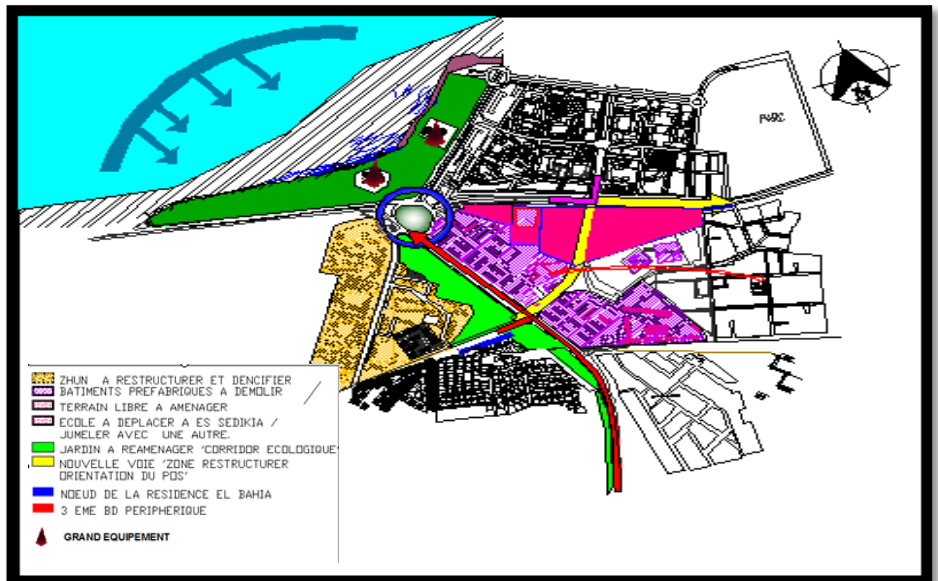 ZHUN A RESTRUCTURER ET DENCIFIER
BATIMENTS PREFABRIQUES A DEMOLIR
TERRAIN LIBRE A AMENAGER
ECOLE A DEPLACER A ES SEDIKIA /
JUMELER AVEC UNE AUTRE.
JARDIN A REAMENAGER 'CORRIDOR ECOLOGIQUE'
NOUVELLE VOIE 'ZONE RESTRUCTURER
ORIENTATION DU POS'
NOEUD DE LA RESIDENCE EL BAHIA
3 EME BD PERIPHERIQUE
GRAND EQUIPEMENT